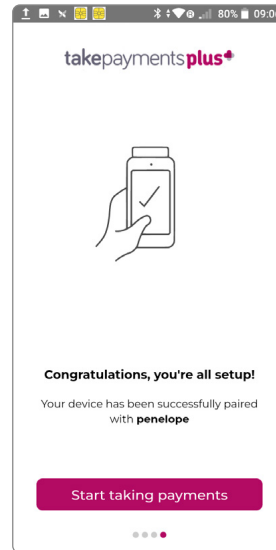 80% 09:06
takepaymentsplus
Congratulations, you're all setup!
Your device has been successfully paired
with penelope
Start taking payments